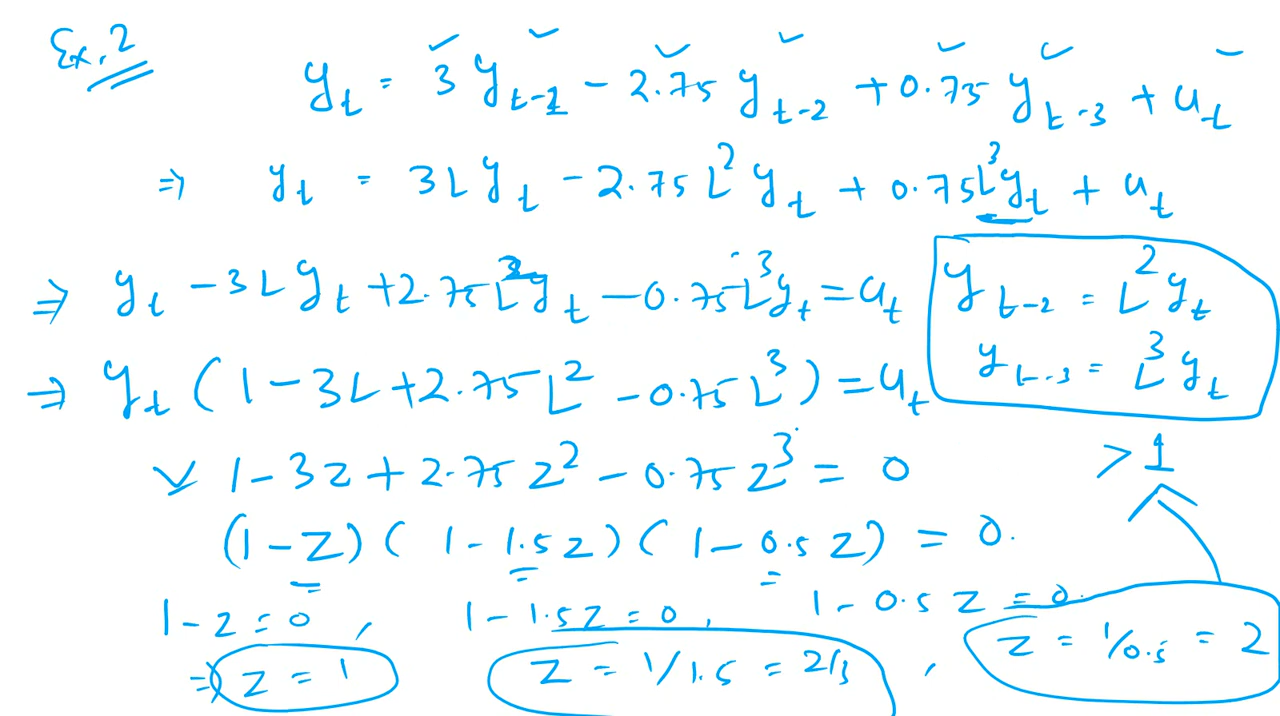 Ex. 2
y_t = 3 y_{t-1} - 2.75 y_{t-2} + 0.75 y_{t-3} + u_t
⇒ y_t = 3 L y_t - 2.75 L^2 y_t + 0.75 L^3 y_t + u_t
⇒ y_t - 3 L y_t + 2.75 L^2 y_t - 0.75 L^3 y_t = u_t
y_{t-2} = L^2 y_t
y_{t-3} = L^3 y_t
⇒ y_t (1 - 3L + 2.75 L^2 - 0.75 L^3) = u_t
1 - 3z + 2.75 z^2 - 0.75 z^3 = 0
> 1
(1 - z) (1 - 1.5 z) (1 - 0.5 z) = 0.
1 - z = 0, 1 - 1.5 z = 0, 1 - 0.5 z = 0.
⇒ z = 1 z = 1/1.5 = 2/3, z = 1/0.5 = 2